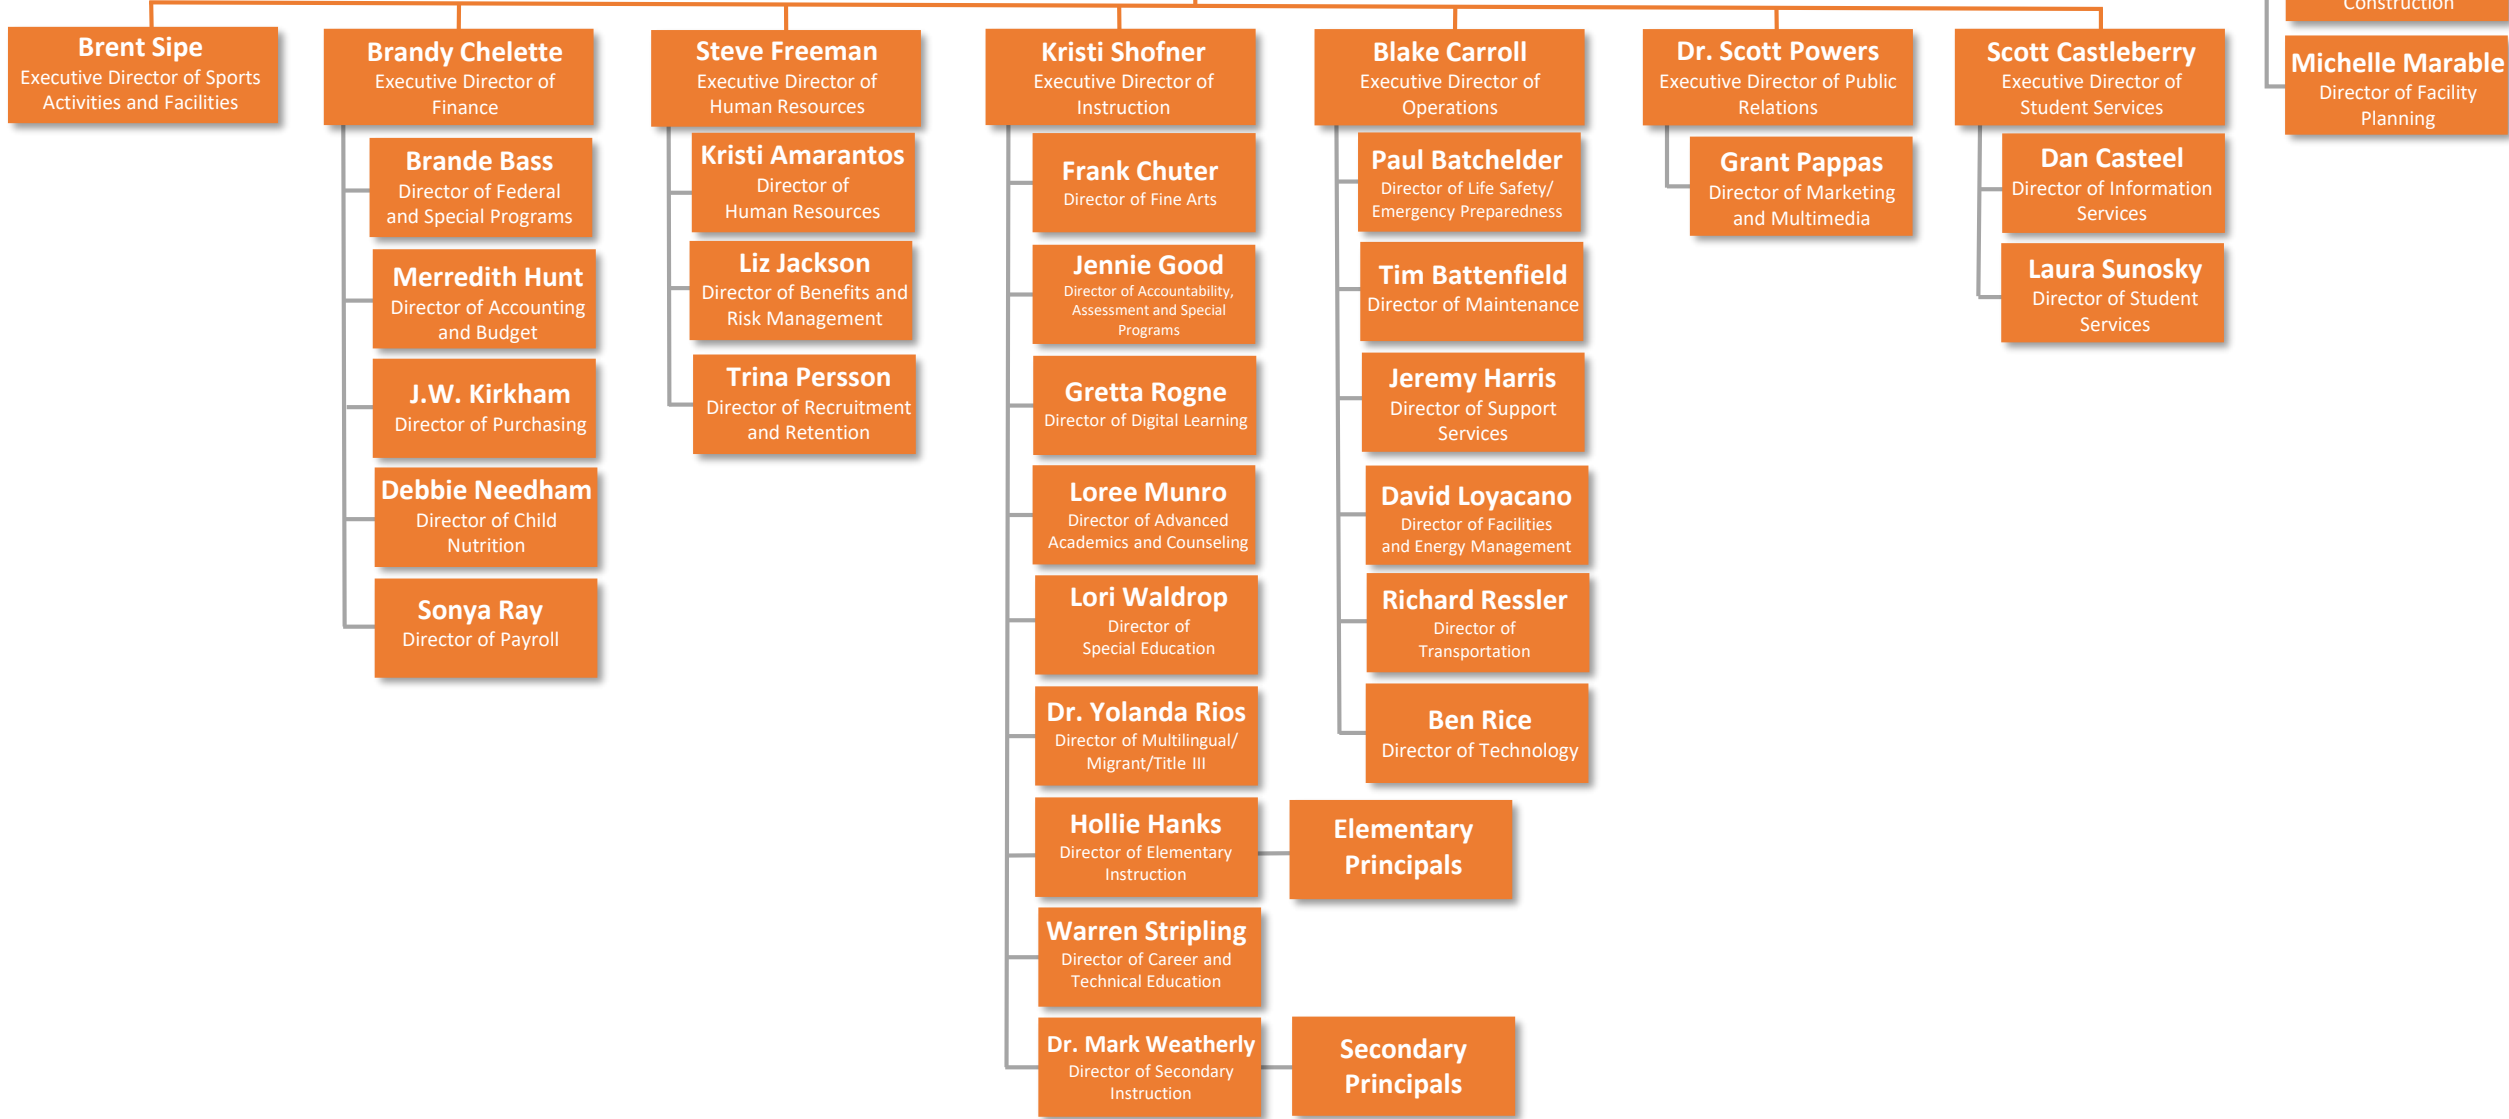 Construction
Brent Sipe
Executive Director of Sports
Activities and Facilities
Brandy Chelette
Executive Director of
Finance
Steve Freeman
Executive Director of
Human Resources
Kristi Shofner
Executive Director of
Instruction
Blake Carroll
Executive Director of
Operations
Dr. Scott Powers
Executive Director of Public
Relations
Scott Castleberry
Executive Director of
Student Services
Michelle Marable
Director of Facility
Planning
Brande Bass
Director of Federal
and Special Programs
Merredith Hunt
Director of Accounting
and Budget
J.W. Kirkham
Director of Purchasing
Debbie Needham
Director of Child
Nutrition
Sonya Ray
Director of Payroll
Kristi Amarantos
Director of
Human Resources
Liz Jackson
Director of Benefits and
Risk Management
Trina Persson
Director of Recruitment
and Retention
Frank Chuter
Director of Fine Arts
Jennie Good
Director of Accountability,
Assessment and Special
Programs
Gretta Rogne
Director of Digital Learning
Loree Munro
Director of Advanced
Academics and Counseling
Lori Waldrop
Director of
Special Education
Dr. Yolanda Rios
Director of Multilingual/
Migrant/Title III
Hollie Hanks
Director of Elementary
Instruction
Elementary
Principals
Warren Stripling
Director of Career and
Technical Education
Dr. Mark Weatherly
Director of Secondary
Instruction
Secondary
Principals
Paul Batchelder
Director of Life Safety/
Emergency Preparedness
Tim Battenfield
Director of Maintenance
Jeremy Harris
Director of Support
Services
David Loyacano
Director of Facilities
and Energy Management
Richard Ressler
Director of
Transportation
Ben Rice
Director of Technology
Grant Pappas
Director of Marketing
and Multimedia
Dan Casteel
Director of Information
Services
Laura Sunosky
Director of Student
Services